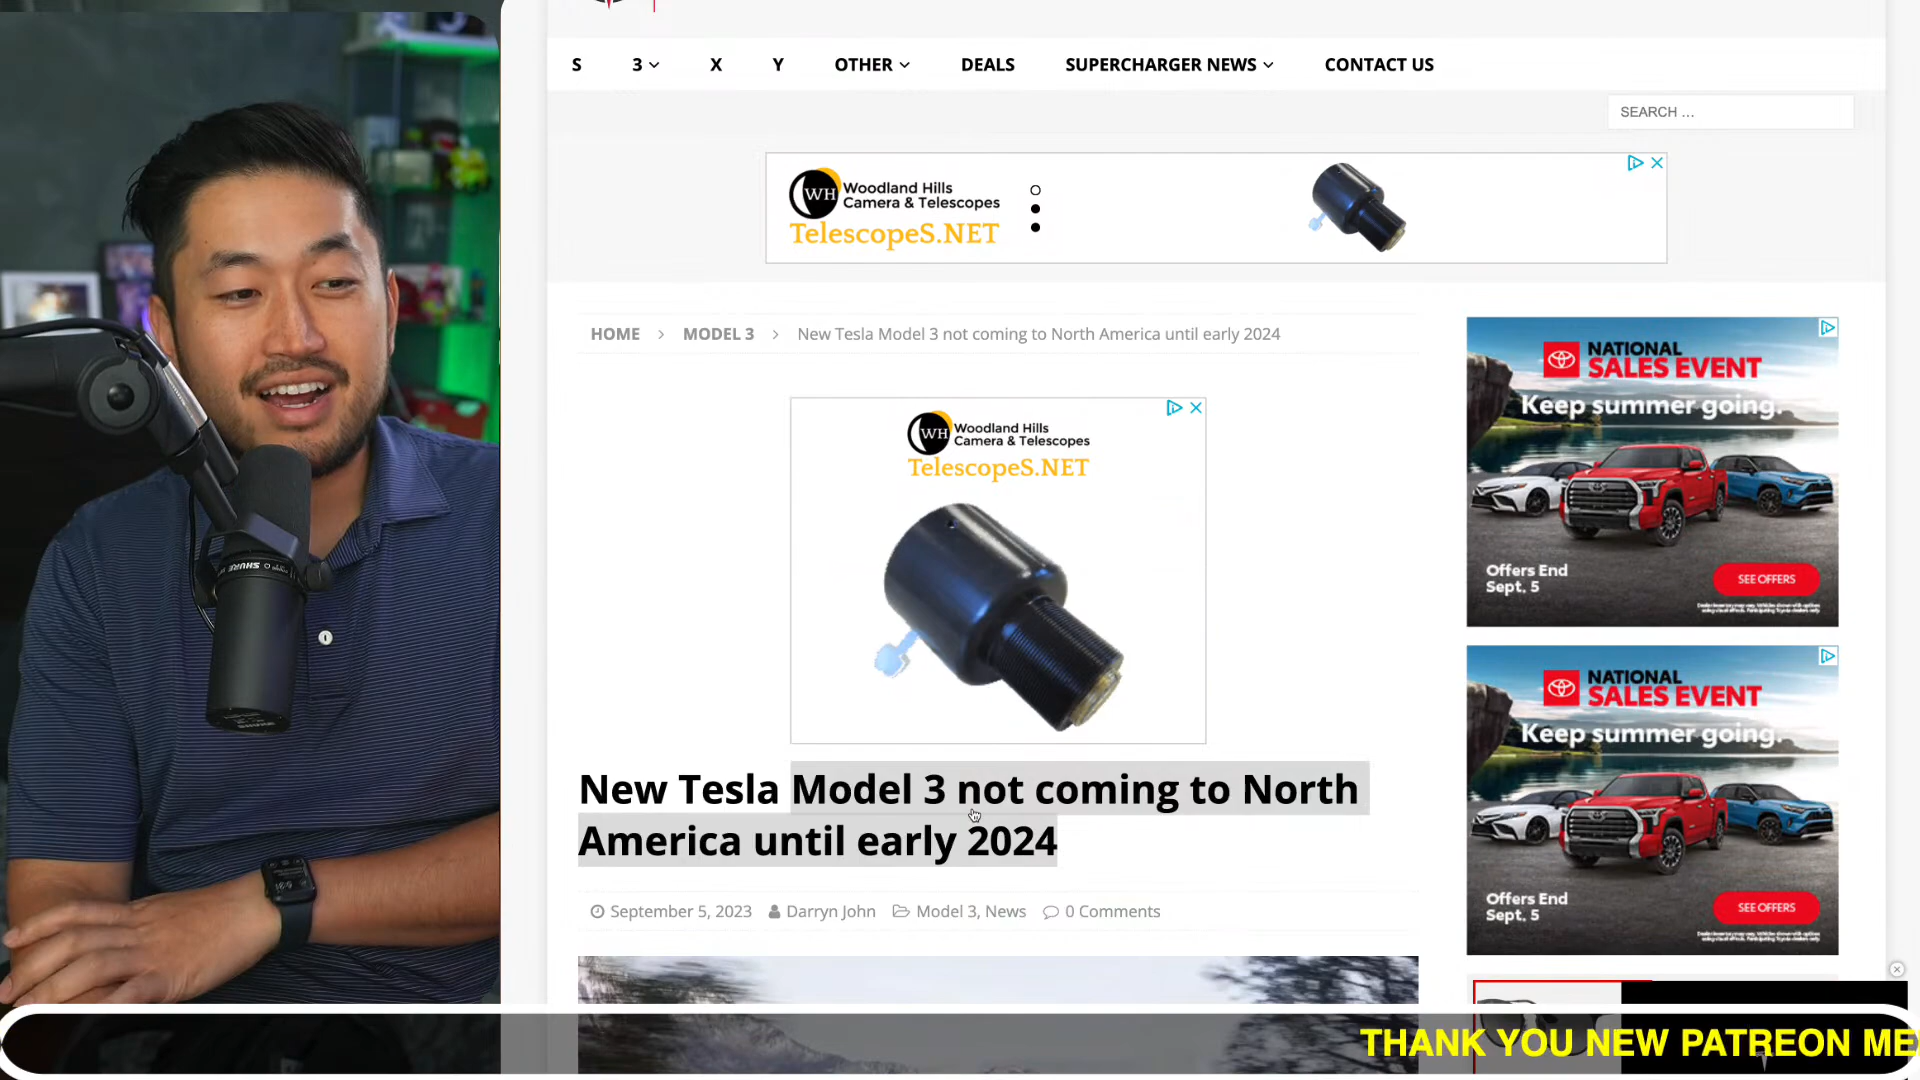 S
3
X
Y
OTHER
DEALS
SUPERCHARGER NEWS
CONTACT US
SEARCH ...
WH
Woodland Hills
Camera & Telescopes
TelescopeS.NET
HOME > MODEL 3 > New Tesla Model 3 not coming to North America until early 2024
WH
Woodland Hills
Camera & Telescopes
TelescopeS.NET
NATIONAL
SALES EVENT
Keep summer going.
Offers End
Sept. 5
SEE OFFERS
NATIONAL
SALES EVENT
Keep summer going.
Offers End
Sept. 5
SEE OFFERS
New Tesla Model 3 not coming to North
America until early 2024
September 5, 2023
Darryn John
Model 3, News
0 Comments
SHURE
THANK YOU NEW PATREON ME